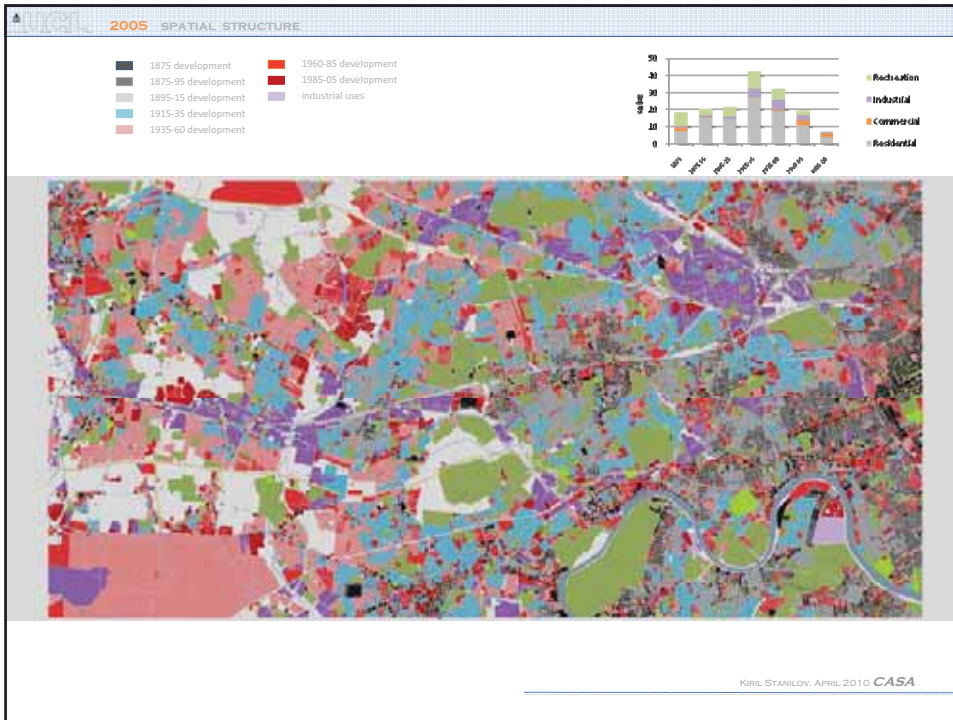 UCL 2005 SPATIAL STRUCTURE
1875 development
1875-95 development
1895-15 development
1915-35 development
1935-60 development
1960-85 development
1985-05 development
industrial uses
50
40
30
20
10
0
1875
Recreation
Industrial
Commercial
Residential
KIRIL STANILOV, APRIL 2010 CASA